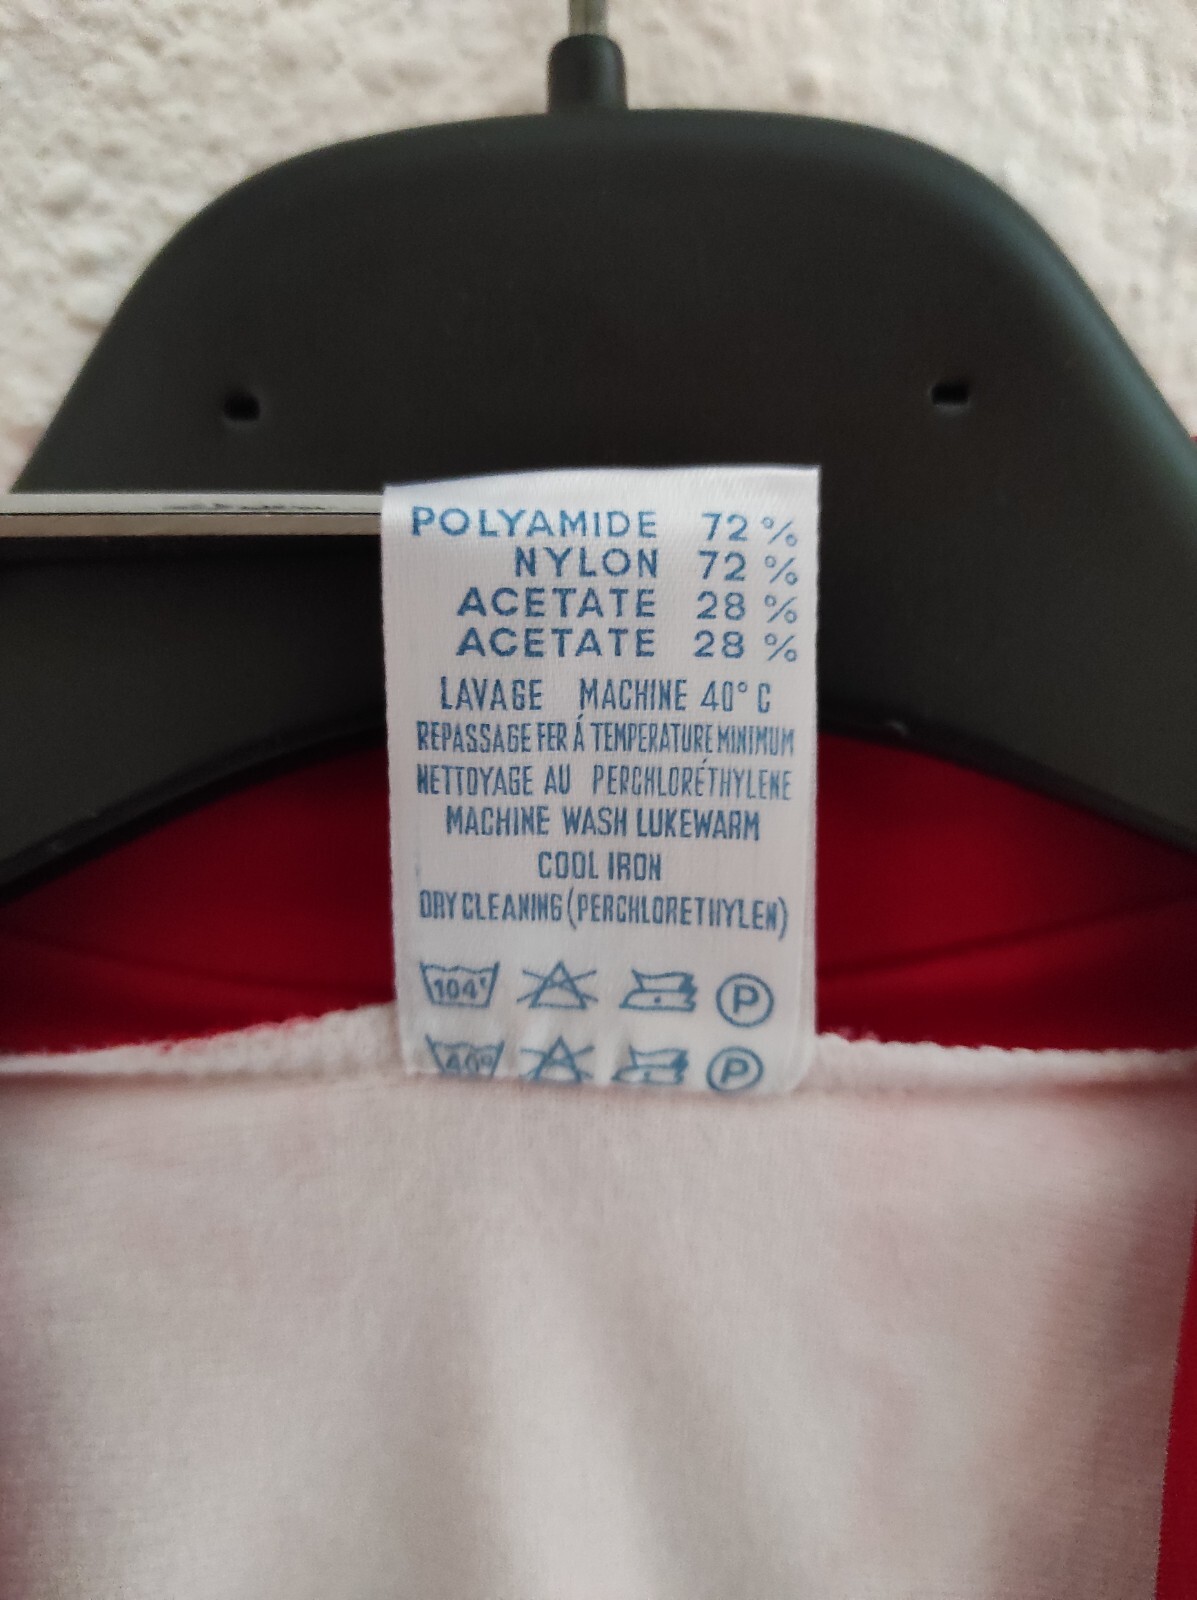 POLYAMIDE 72 %
NYLON 72 %
ACETATE 28 %
ACETATE 28 %
LAVAGE MACHINE 40° C
REPASSAGE FER Á TEMPERATURE MINIMUM
NETTOYAGE AU PERCHLORÉTHYLENE
MACHINE WASH LUKEWARM
COOL IRON
DRY CLEANING (PERCHLORETHYLEN)
104° P
40° P